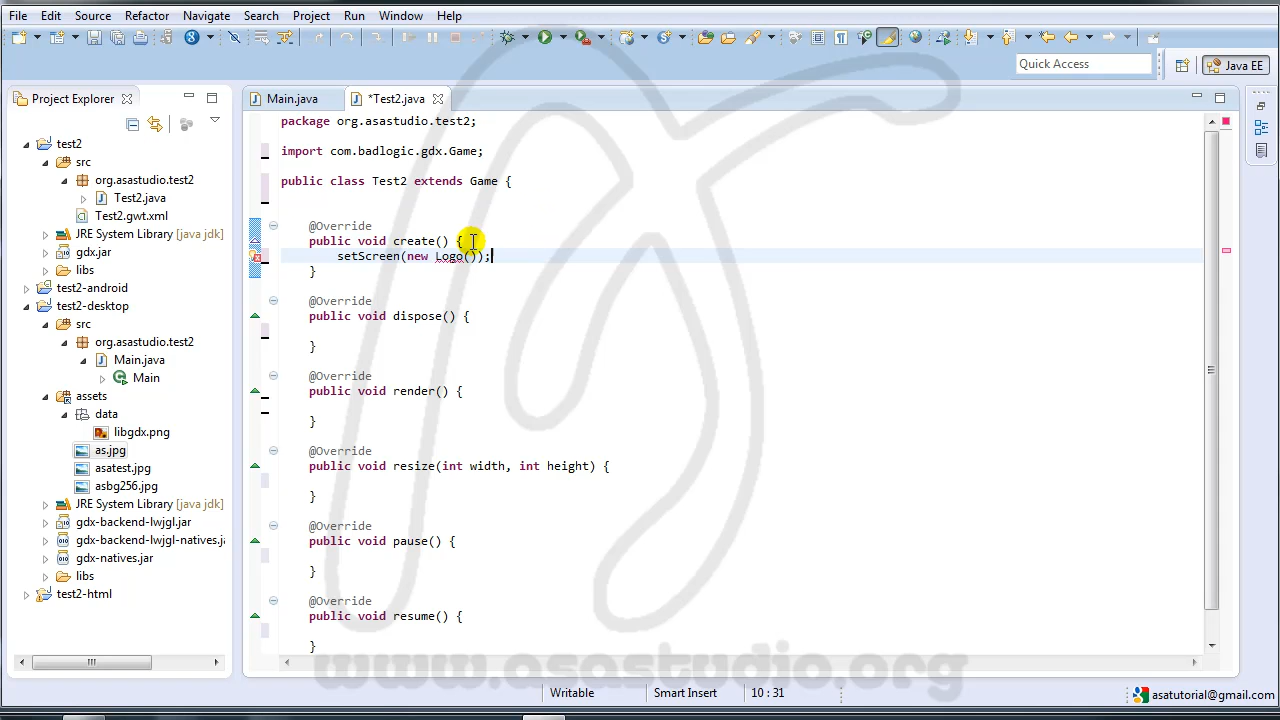 File Edit Source Refactor Navigate Search Project Run Window Help
Quick Access
Java EE
Project Explorer
Main.java
*Test2.java
test2
src
org.asastudio.test2
Test2.java
Test2.gwt.xml
JRE System Library [java jdk]
gdx.jar
libs
test2-android
test2-desktop
src
org.asastudio.test2
Main.java
Main
assets
data
libgdx.png
as.jpg
asatest.jpg
asbg256.jpg
JRE System Library [java jdk]
gdx-backend-lwjgl.jar
gdx-backend-lwjgl-natives.ja
gdx-natives.jar
libs
test2-html
package org.asastudio.test2;
import com.badlogic.gdx.Game;
public class Test2 extends Game {
@Override
public void create() {
setScreen(new Logo());
}
@Override
public void dispose() {
}
@Override
public void render() {
}
@Override
public void resize(int width, int height) {
}
@Override
public void pause() {
}
@Override
public void resume() {
}
www.asastudio.org
Writable
Smart Insert
10 : 31
asatutorial@gmail.com